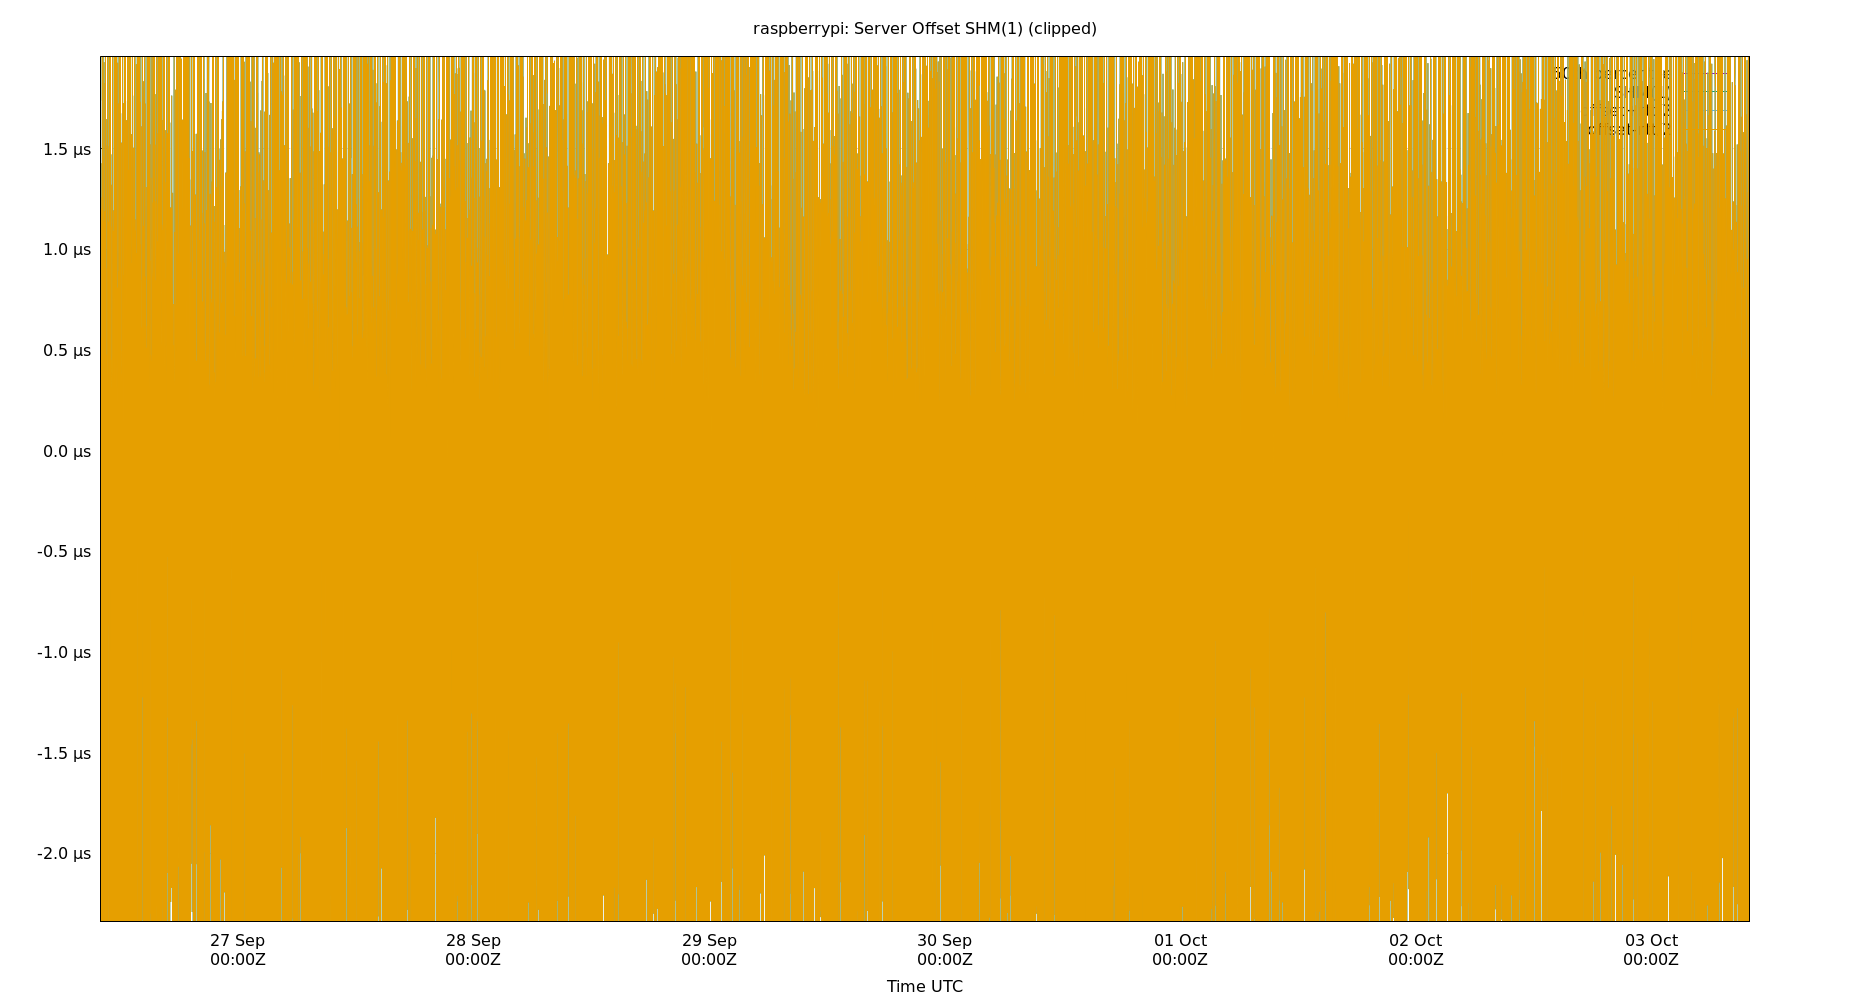 raspberrypi: Server Offset SHM(1) (clipped)
1.5 µs
1.0 µs
0.5 µs
0.0 µs
-0.5 µs
-1.0 µs
-1.5 µs
-2.0 µs
27 Sep 28 Sep 29 Sep 30 Sep 01 Oct 02 Oct 03 Oct
00:00Z 00:00Z 00:00Z 00:00Z 00:00Z 00:00Z 00:00Z
Time UTC